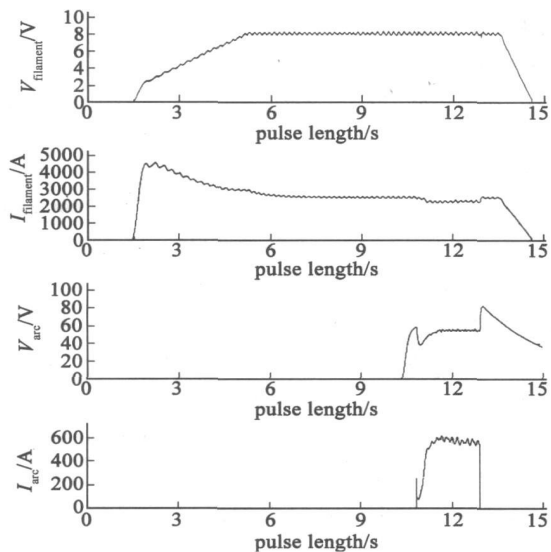 10
8
6
4
2
0
V_filament/V
0 3 6 9 12 15
pulse length/s
5000
4000
3000
2000
1000
0
I_filament/A
0 3 6 9 12 15
pulse length/s
100
80
60
40
20
0
V_arc/V
0 3 6 9 12 15
pulse length/s
600
400
200
0
I_arc/A
0 3 6 9 12 15
pulse length/s